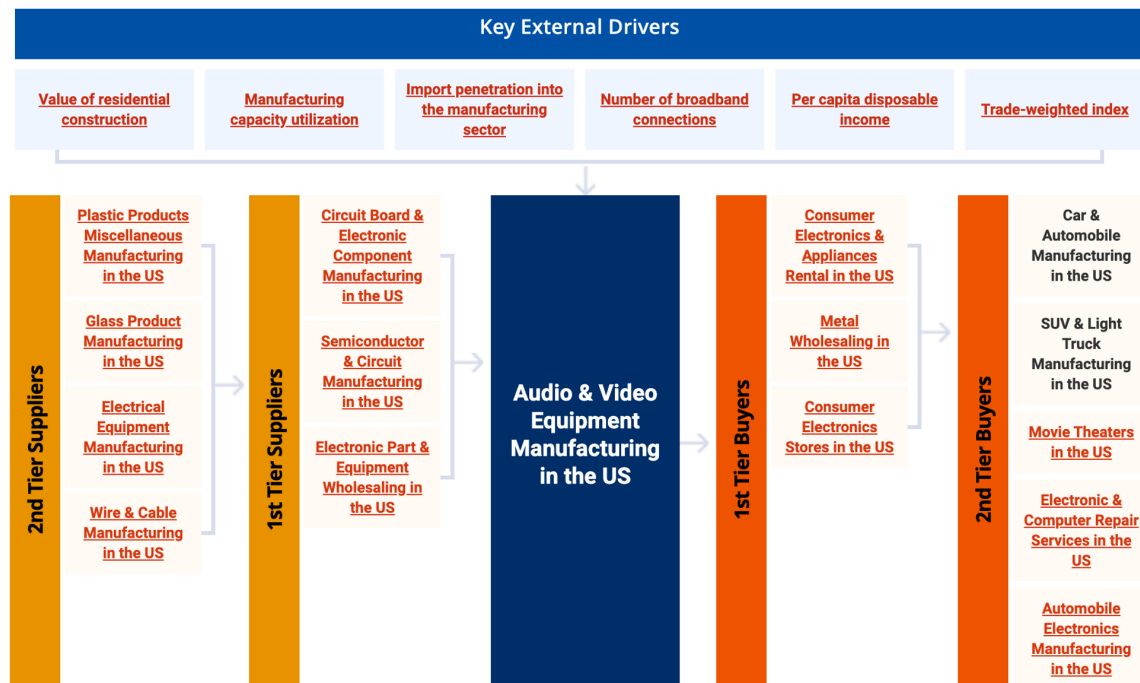 Key External Drivers
Value of residential
construction
Manufacturing
capacity utilization
Import penetration into
the manufacturing
sector
Number of broadband
connections
Per capita disposable
income
Trade-weighted index
2nd Tier Suppliers
Plastic Products
Miscellaneous
Manufacturing
in the US
Glass Product
Manufacturing
in the US
Electrical
Equipment
Manufacturing
in the US
Wire & Cable
Manufacturing
in the US
1st Tier Suppliers
Circuit Board &
Electronic
Component
Manufacturing
in the US
Semiconductor
& Circuit
Manufacturing
in the US
Electronic Part &
Equipment
Wholesaling in
the US
Audio & Video
Equipment
Manufacturing
in the US
1st Tier Buyers
Consumer
Electronics &
Appliances
Rental in the US
Metal
Wholesaling in
the US
Consumer
Electronics
Stores in the US
2nd Tier Buyers
Car &
Automobile
Manufacturing
in the US
SUV & Light
Truck
Manufacturing
in the US
Movie Theaters
in the US
Electronic &
Computer Repair
Services in the
US
Automobile
Electronics
Manufacturing
in the US